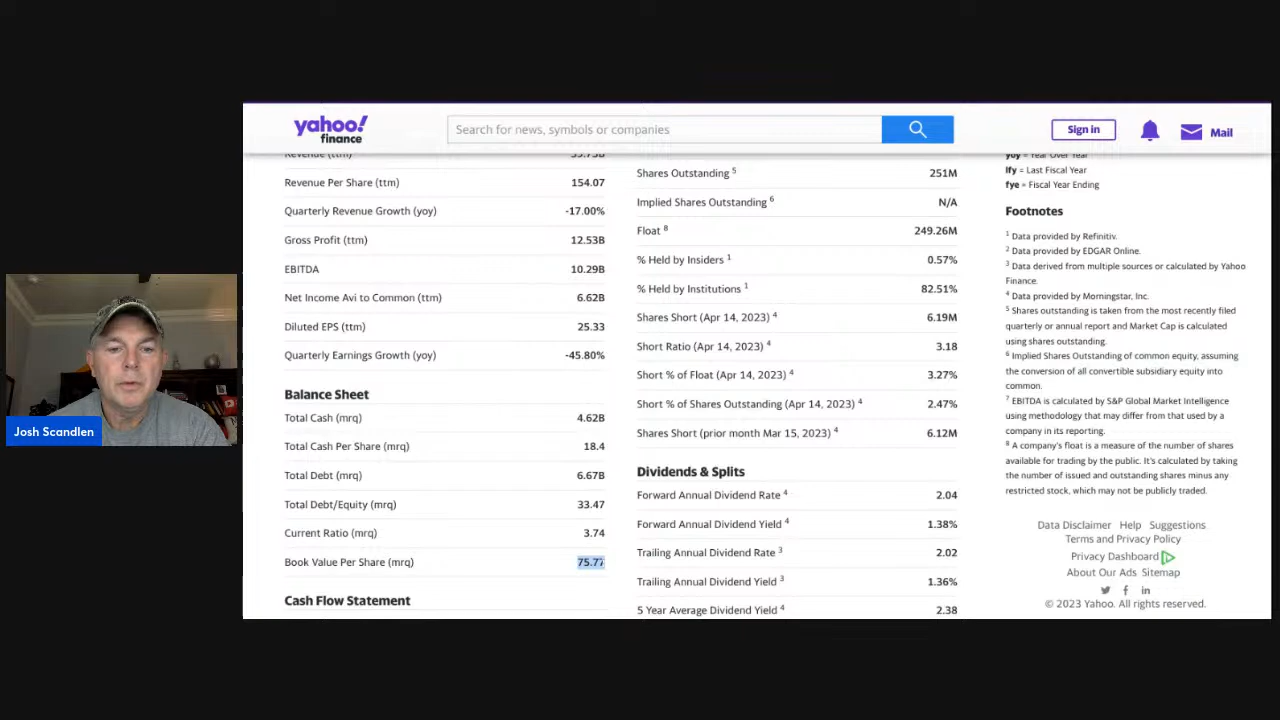 yahoo!
finance
Search for news, symbols or companies
Sign in
Mail
Revenue Per Share (ttm) 154.07
Quarterly Revenue Growth (yoy) -17.00%
Gross Profit (ttm) 12.53B
EBITDA 10.29B
Net Income Avi to Common (ttm) 6.62B
Diluted EPS (ttm) 25.33
Quarterly Earnings Growth (yoy) -45.80%
Balance Sheet
Total Cash (mrq) 4.62B
Total Cash Per Share (mrq) 18.4
Total Debt (mrq) 6.67B
Total Debt/Equity (mrq) 33.47
Current Ratio (mrq) 3.74
Book Value Per Share (mrq) 75.77
Cash Flow Statement
Shares Outstanding 5 251M
Implied Shares Outstanding 6 N/A
Float 8 249.26M
% Held by Insiders 1 0.57%
% Held by Institutions 1 82.51%
Shares Short (Apr 14, 2023) 4 6.19M
Short Ratio (Apr 14, 2023) 4 3.18
Short % of Float (Apr 14, 2023) 4 3.27%
Short % of Shares Outstanding (Apr 14, 2023) 4 2.47%
Shares Short (prior month Mar 15, 2023) 4 6.12M
Dividends & Splits
Forward Annual Dividend Rate 4 2.04
Forward Annual Dividend Yield 4 1.38%
Trailing Annual Dividend Rate 3 2.02
Trailing Annual Dividend Yield 3 1.36%
5 Year Average Dividend Yield 4 2.38
yoy = Year Over Year
lfy = Last Fiscal Year
fye = Fiscal Year Ending
Footnotes
1 Data provided by Refinitiv.
2 Data provided by EDGAR Online.
3 Data derived from multiple sources or calculated by Yahoo
Finance.
4 Data provided by Morningstar, Inc.
5 Shares outstanding is taken from the most recently filed
quarterly or annual report and Market Cap is calculated
using shares outstanding.
6 Implied Shares Outstanding of common equity, assuming
the conversion of all convertible subsidiary equity into
common.
7 EBITDA is calculated by S&P Global Market Intelligence
using methodology that may differ from that used by a
company in its reporting.
8 A company's float is a measure of the number of shares
available for trading by the public. It's calculated by taking
the number of issued and outstanding shares minus any
restricted stock, which may not be publicly traded.
Data Disclaimer Help Suggestions
Terms and Privacy Policy
Privacy Dashboard
About Our Ads Sitemap
© 2023 Yahoo. All rights reserved.
Josh Scandlen